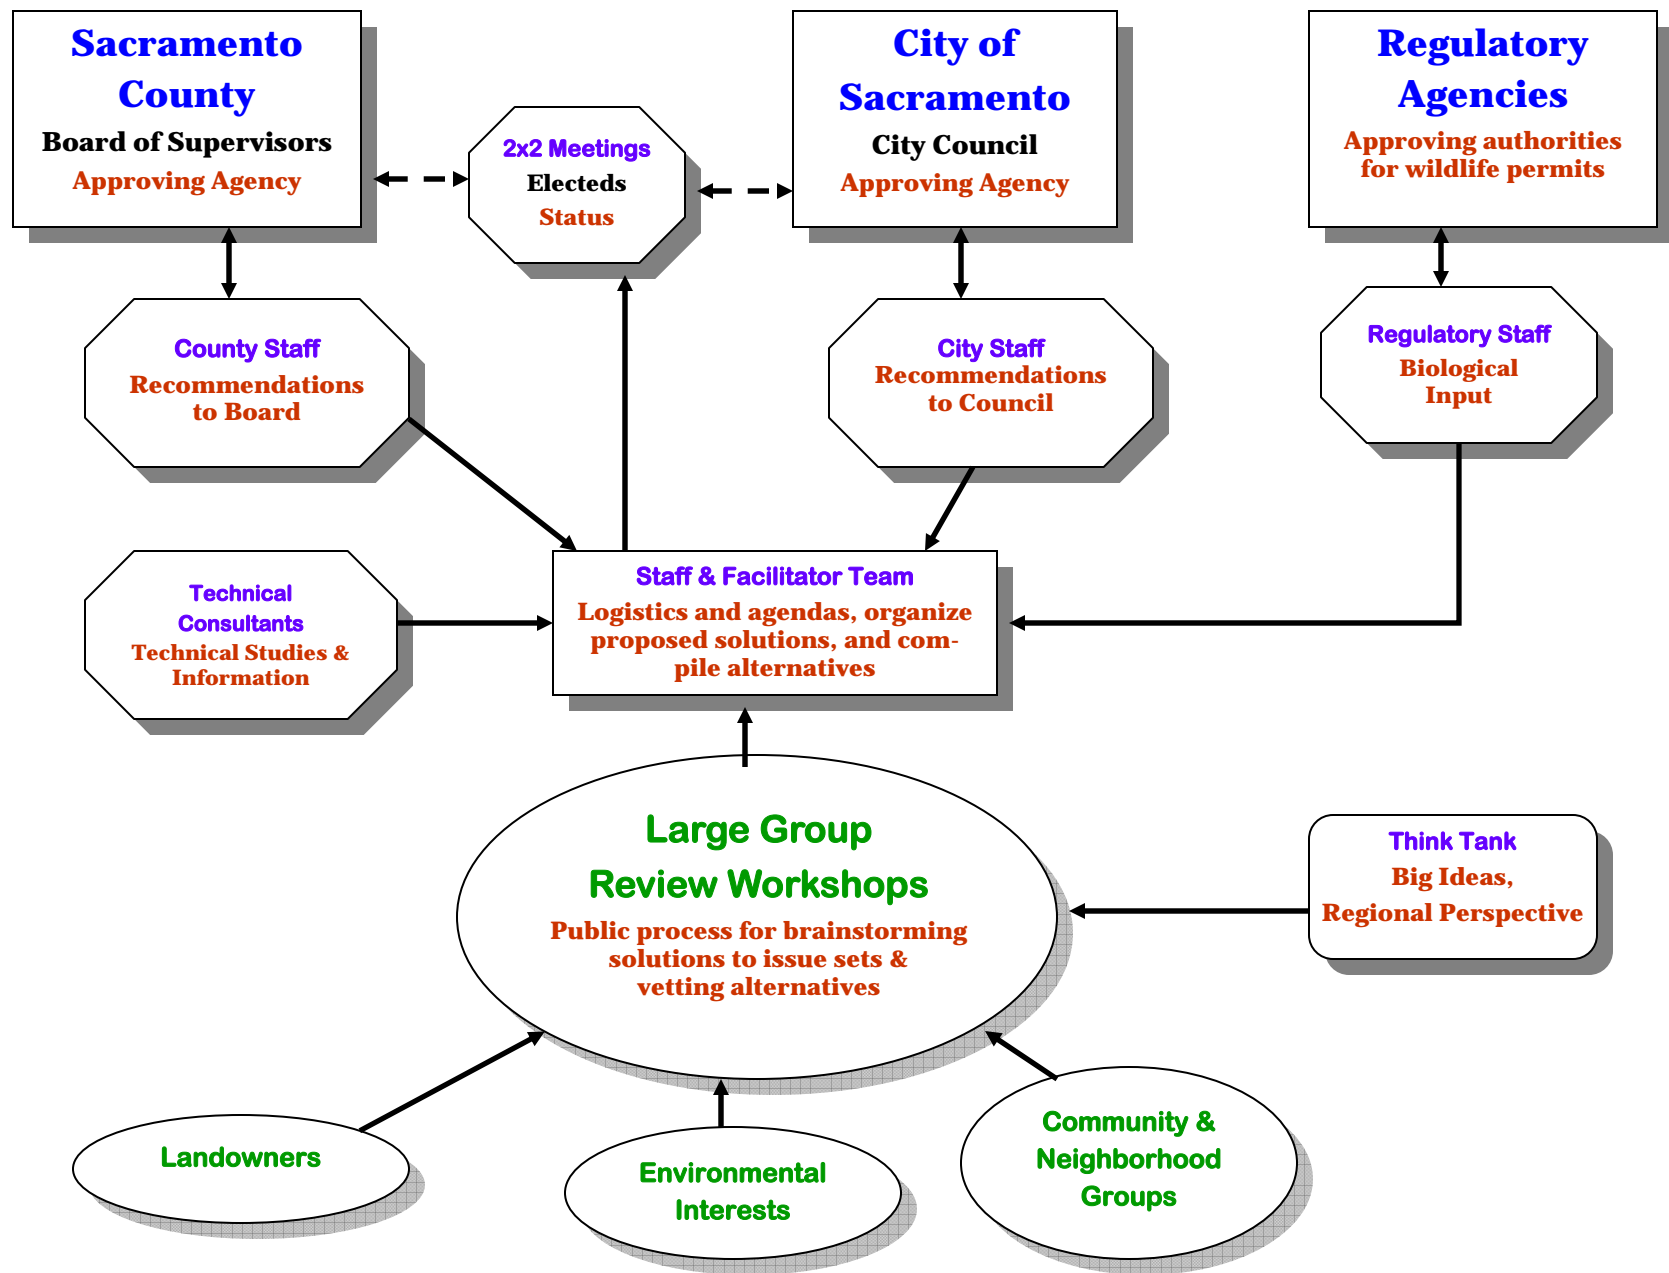 Sacramento
County
Board of Supervisors
Approving Agency
2x2 Meetings
Electeds
Status
City of
Sacramento
City Council
Approving Agency
Regulatory
Agencies
Approving authorities
for wildlife permits
County Staff
Recommendations
to Board
City Staff
Recommendations
to Council
Regulatory Staff
Biological
Input
Technical
Consultants
Technical Studies &
Information
Staff & Facilitator Team
Logistics and agendas, organize
proposed solutions, and com-
pile alternatives
Large Group
Review Workshops
Public process for brainstorming
solutions to issue sets &
vetting alternatives
Think Tank
Big Ideas,
Regional Perspective
Landowners
Environmental
Interests
Community &
Neighborhood
Groups